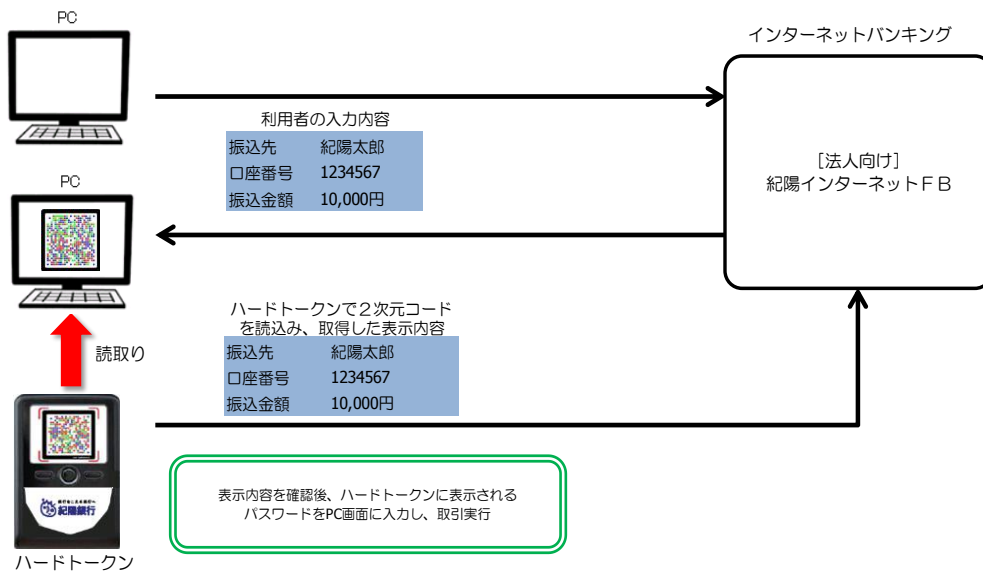 PC
インターネットバンキング
利用者の入力内容
振込先 紀陽太郎
口座番号 1234567
振込金額 10,000円
[法人向け]
紀陽インターネットＦＢ
PC
ハードトークンで２次元コード
を読込み、取得した表示内容
振込先 紀陽太郎
口座番号 1234567
振込金額 10,000円
読取り
紀陽銀行
表示内容を確認後、ハードトークンに表示される
パスワードをPC画面に入力し、取引実行
ハードトークン